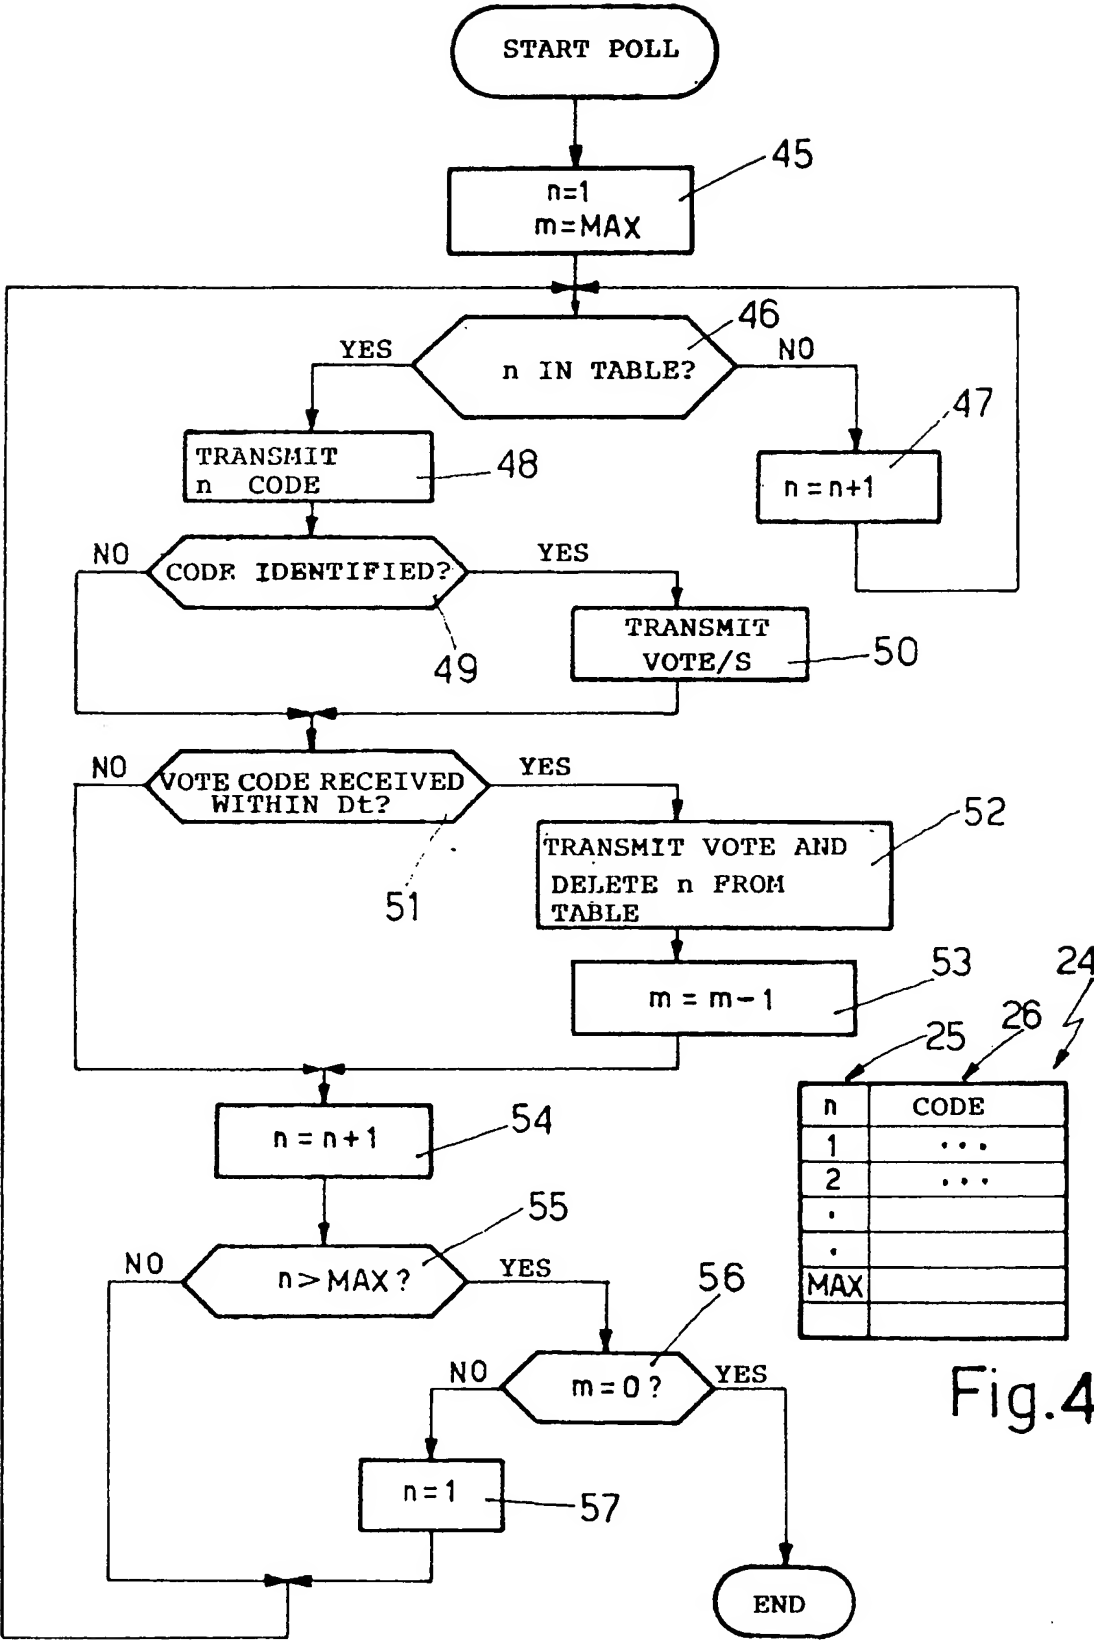 START POLL
45
n=1
m=MAX
46
YES
NO
n IN TABLE?
47
TRANSMIT
n CODE
48
n=n+1
NO
YES
CODE IDENTIFIED?
49
TRANSMIT
VOTE/S
50
NO
YES
VOTE CODE RECEIVED
WITHIN Dt?
51
52
TRANSMIT VOTE AND
DELETE n FROM
TABLE
53
m=m-1
24
25
26
n CODE
1 ...
2 ...
.
.
MAX
54
n=n+1
55
NO
YES
n>MAX?
56
NO
YES
m=0?
Fig.4
n=1
57
END